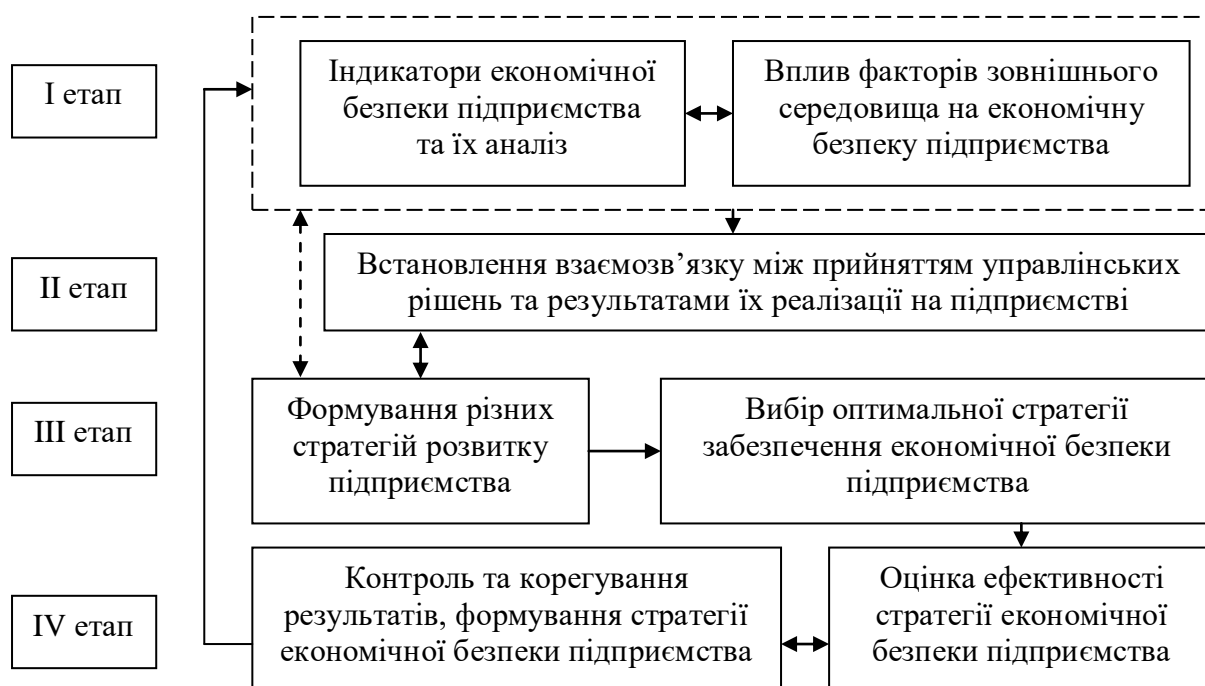 І етап
Індикатори економічної
безпеки підприємства
та їх аналіз
Вплив факторів зовнішнього
середовища на економічну
безпеку підприємства
ІІ етап
Встановлення взаємозв’язку між прийняттям управлінських
рішень та результатами їх реалізації на підприємстві
ІІІ етап
Формування різних
стратегій розвитку
підприємства
Вибір оптимальної стратегії
забезпечення економічної безпеки
підприємства
IV етап
Контроль та корегування
результатів, формування стратегії
економічної безпеки підприємства
Оцінка ефективності
стратегії економічної
безпеки підприємства